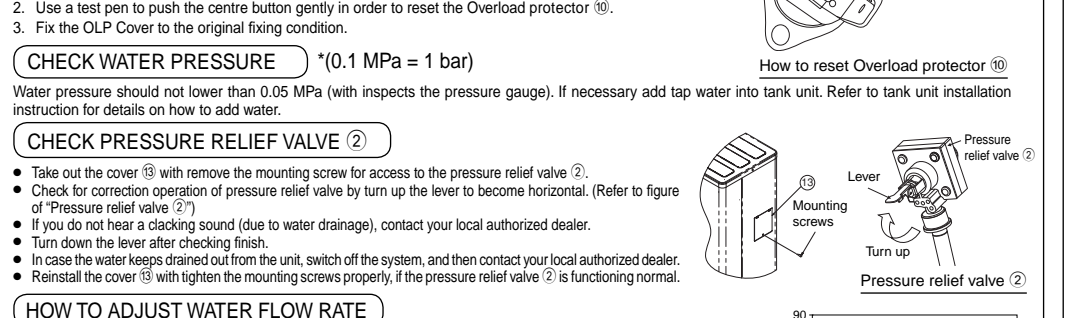 2. Use a test pen to push the centre button gently in order to reset the Overload protector ⑩.
3. Fix the OLP Cover to the original fixing condition.
How to reset Overload protector ⑩
CHECK WATER PRESSURE *(0.1 MPa = 1 bar)
Water pressure should not lower than 0.05 MPa (with inspects the pressure gauge). If necessary add tap water into tank unit. Refer to tank unit installation
instruction for details on how to add water.
CHECK PRESSURE RELIEF VALVE ②
● Take out the cover ⑬ with remove the mounting screw for access to the pressure relief valve ②.
● Check for correction operation of pressure relief valve by turn up the lever to become horizontal. (Refer to figure
of “Pressure relief valve ②”)
● If you do not hear a clacking sound (due to water drainage), contact your local authorized dealer.
● Turn down the lever after checking finish.
● In case the water keeps drained out from the unit, switch off the system, and then contact your local authorized dealer.
● Reinstall the cover ⑬ with tighten the mounting screws properly, if the pressure relief valve ② is functioning normal.
⑬
Mounting
screws
Pressure
relief valve ②
Lever
Turn up
Pressure relief valve ②
HOW TO ADJUST WATER FLOW RATE
90